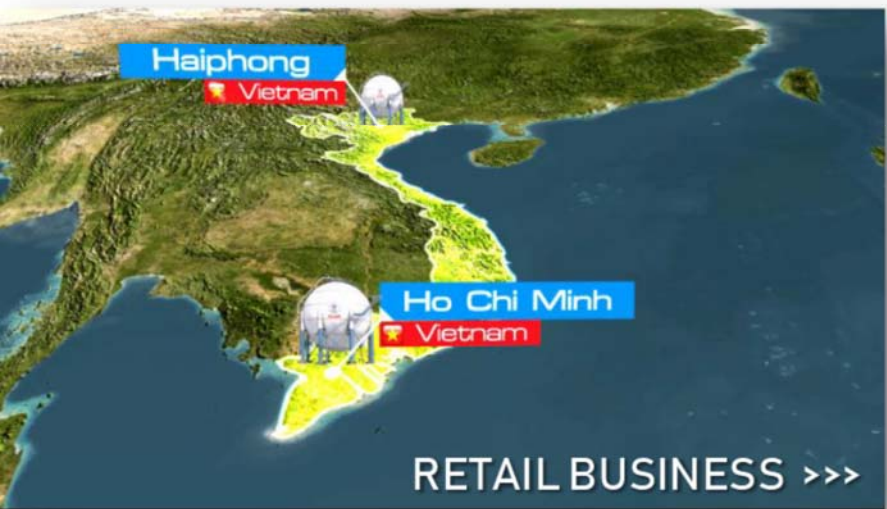 Haiphong
Vietnam
Ho Chi Minh
Vietnam
RETAIL BUSINESS >>>